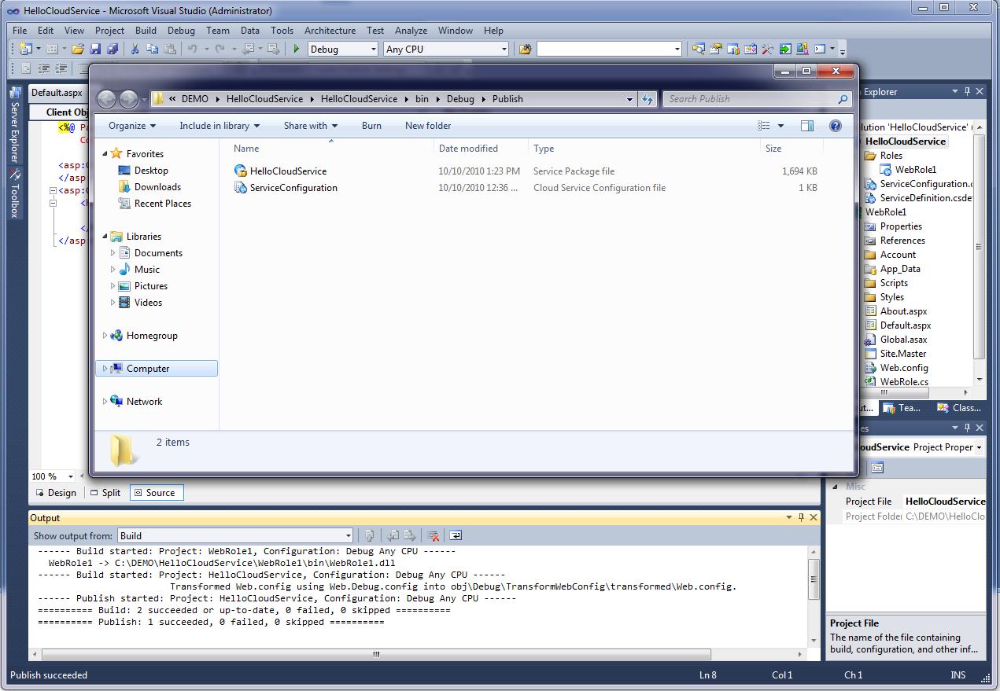 HelloCloudService - Microsoft Visual Studio (Administrator)
File Edit View Project Build Debug Team Data Tools Architecture Test Analyze Window Help
Debug Any CPU
Server Explorer
Toolbox
Default.aspx
Client Obj
<%@ Pa
Co
<asp:C
</asp
<asp:C
<h
</
</asp
« DEMO HelloCloudService HelloCloudService bin Debug Publish
Search Publish
Organize Include in library Share with Burn New folder
Favorites
Desktop
Downloads
Recent Places
Libraries
Documents
Music
Pictures
Videos
Homegroup
Computer
Network
Name Date modified Type Size
HelloCloudService 10/10/2010 1:23 PM Service Package file 1,694 KB
ServiceConfiguration 10/10/2010 12:36 ... Cloud Service Configuration file 1 KB
2 items
Explorer
lution 'HelloCloudService' (
HelloCloudService
Roles
WebRole1
ServiceConfiguration.c
ServiceDefinition.csde
WebRole1
Properties
References
Account
App_Data
Scripts
Styles
About.aspx
Default.aspx
Global.asax
Site.Master
Web.config
WebRole.cs
ut... Tea... Class...
es
oudService Project Proper
Misc
Project File HelloCloudService
Project Folder C:\DEMO\HelloClo
Project File
The name of the file containing
build, configuration, and other inf...
100 %
Design Split Source
Output
Show output from: Build
------ Build started: Project: WebRole1, Configuration: Debug Any CPU ------
WebRole1 -> C:\DEMO\HelloCloudService\WebRole1\bin\WebRole1.dll
------ Build started: Project: HelloCloudService, Configuration: Debug Any CPU ------
Transformed Web.config using Web.Debug.config into obj\Debug\TransformWebConfig\transformed\Web.config.
------ Publish started: Project: HelloCloudService, Configuration: Debug Any CPU ------
========== Build: 2 succeeded or up-to-date, 0 failed, 0 skipped ==========
========== Publish: 1 succeeded, 0 failed, 0 skipped ==========
Publish succeeded Ln 8 Col 1 Ch 1 INS